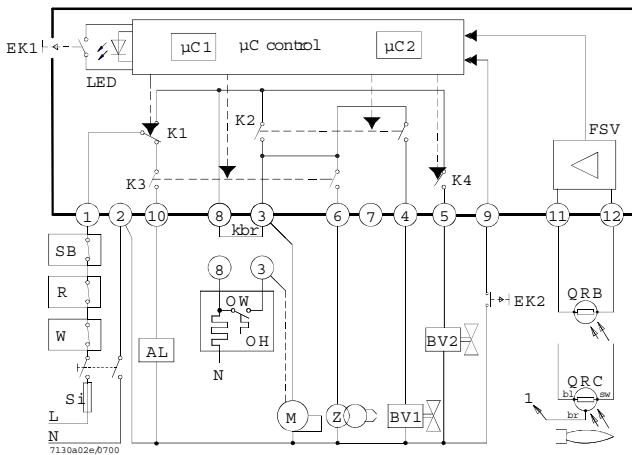 µC1
µC control
µC2
EK1
LED
FSV
K1
K2
K3
K4
1
2
10
8
3
6
7
4
5
9
11
12
kbr
SB
8
3
EK2
QRB
R
OW
W
AL
OH
BV2
N
QRC
Si
bl
sw
1
br
L
M
Z
BV1
N
7130a02e/0700